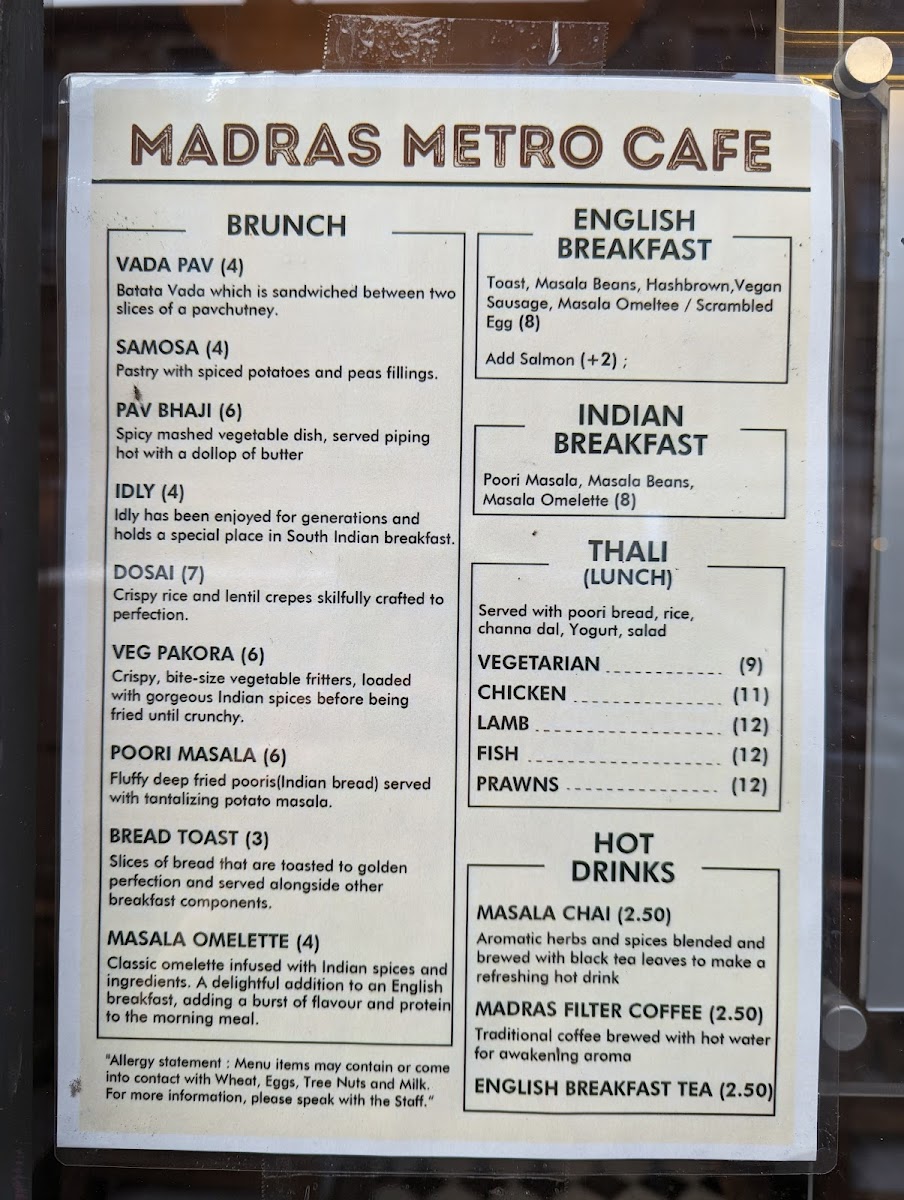 MADRAS METRO CAFE
BRUNCH
VADA PAV (4)
Batata Vada which is sandwiched between two
slices of a pavchutney.
SAMOSA (4)
Pastry with spiced potatoes and peas fillings.
PAV BHAJI (6)
Spicy mashed vegetable dish, served piping
hot with a dollop of butter
IDLY (4)
Idly has been enjoyed for generations and
holds a special place in South Indian breakfast.
DOSAI (7)
Crispy rice and lentil crepes skilfully crafted to
perfection.
VEG PAKORA (6)
Crispy, bite-size vegetable fritters, loaded
with gorgeous Indian spices before being
fried until crunchy.
POORI MASALA (6)
Fluffy deep fried pooris(Indian bread) served
with tantalizing potato masala.
BREAD TOAST (3)
Slices of bread that are toasted to golden
perfection and served alongside other
breakfast components.
MASALA OMELETTE (4)
Classic omelette infused with Indian spices and
ingredients. A delightful addition to an English
breakfast, adding a burst of flavour and protein
to the morning meal.
"Allergy statement : Menu items may contain or come
into contact with Wheat, Eggs, Tree Nuts and Milk.
For more information, please speak with the Staff."
ENGLISH
BREAKFAST
Toast, Masala Beans, Hashbrown,Vegan
Sausage, Masala Omeltee / Scrambled
Egg (8)
Add Salmon (+2) ;
INDIAN
BREAKFAST
Poori Masala, Masala Beans,
Masala Omelette (8)
THALI
(LUNCH)
Served with poori bread, rice,
channa dal, Yogurt, salad
VEGETARIAN (9)
CHICKEN (11)
LAMB (12)
FISH (12)
PRAWNS (12)
HOT
DRINKS
MASALA CHAI (2.50)
Aromatic herbs and spices blended and
brewed with black tea leaves to make a
refreshing hot drink
MADRAS FILTER COFFEE (2.50)
Traditional coffee brewed with hot water
for awakening aroma
ENGLISH BREAKFAST TEA (2.50)